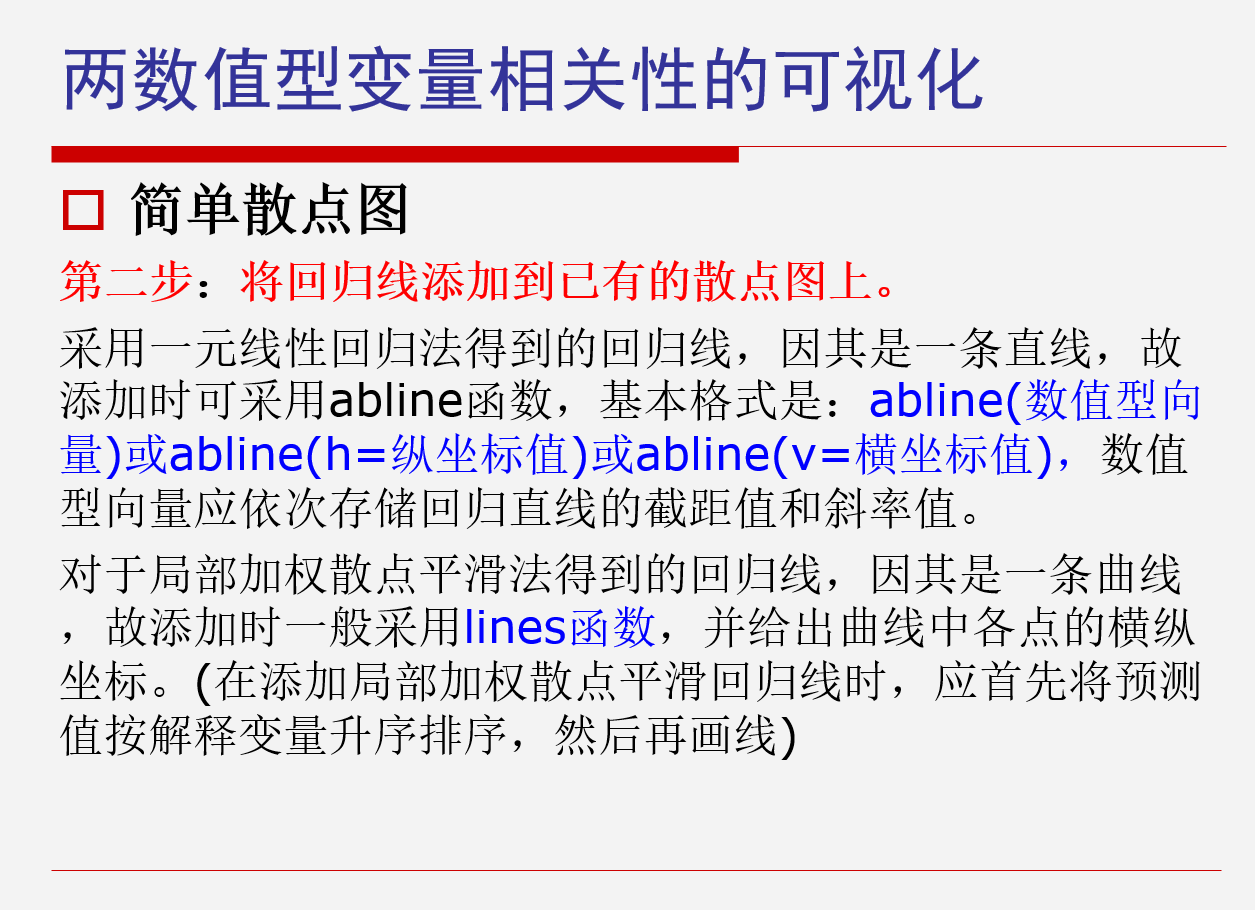 两数值型变量相关性的可视化
简单散点图
第二步：将回归线添加到已有的散点图上。
采用一元线性回归法得到的回归线，因其是一条直线，故
添加时可采用abline函数，基本格式是：abline(数值型向
量)或abline(h=纵坐标值)或abline(v=横坐标值)，数值
型向量应依次存储回归直线的截距值和斜率值。
对于局部加权散点平滑法得到的回归线，因其是一条曲线
，故添加时一般采用lines函数，并给出曲线中各点的横纵
坐标。(在添加局部加权散点平滑回归线时，应首先将预测
值按解释变量升序排序，然后再画线)